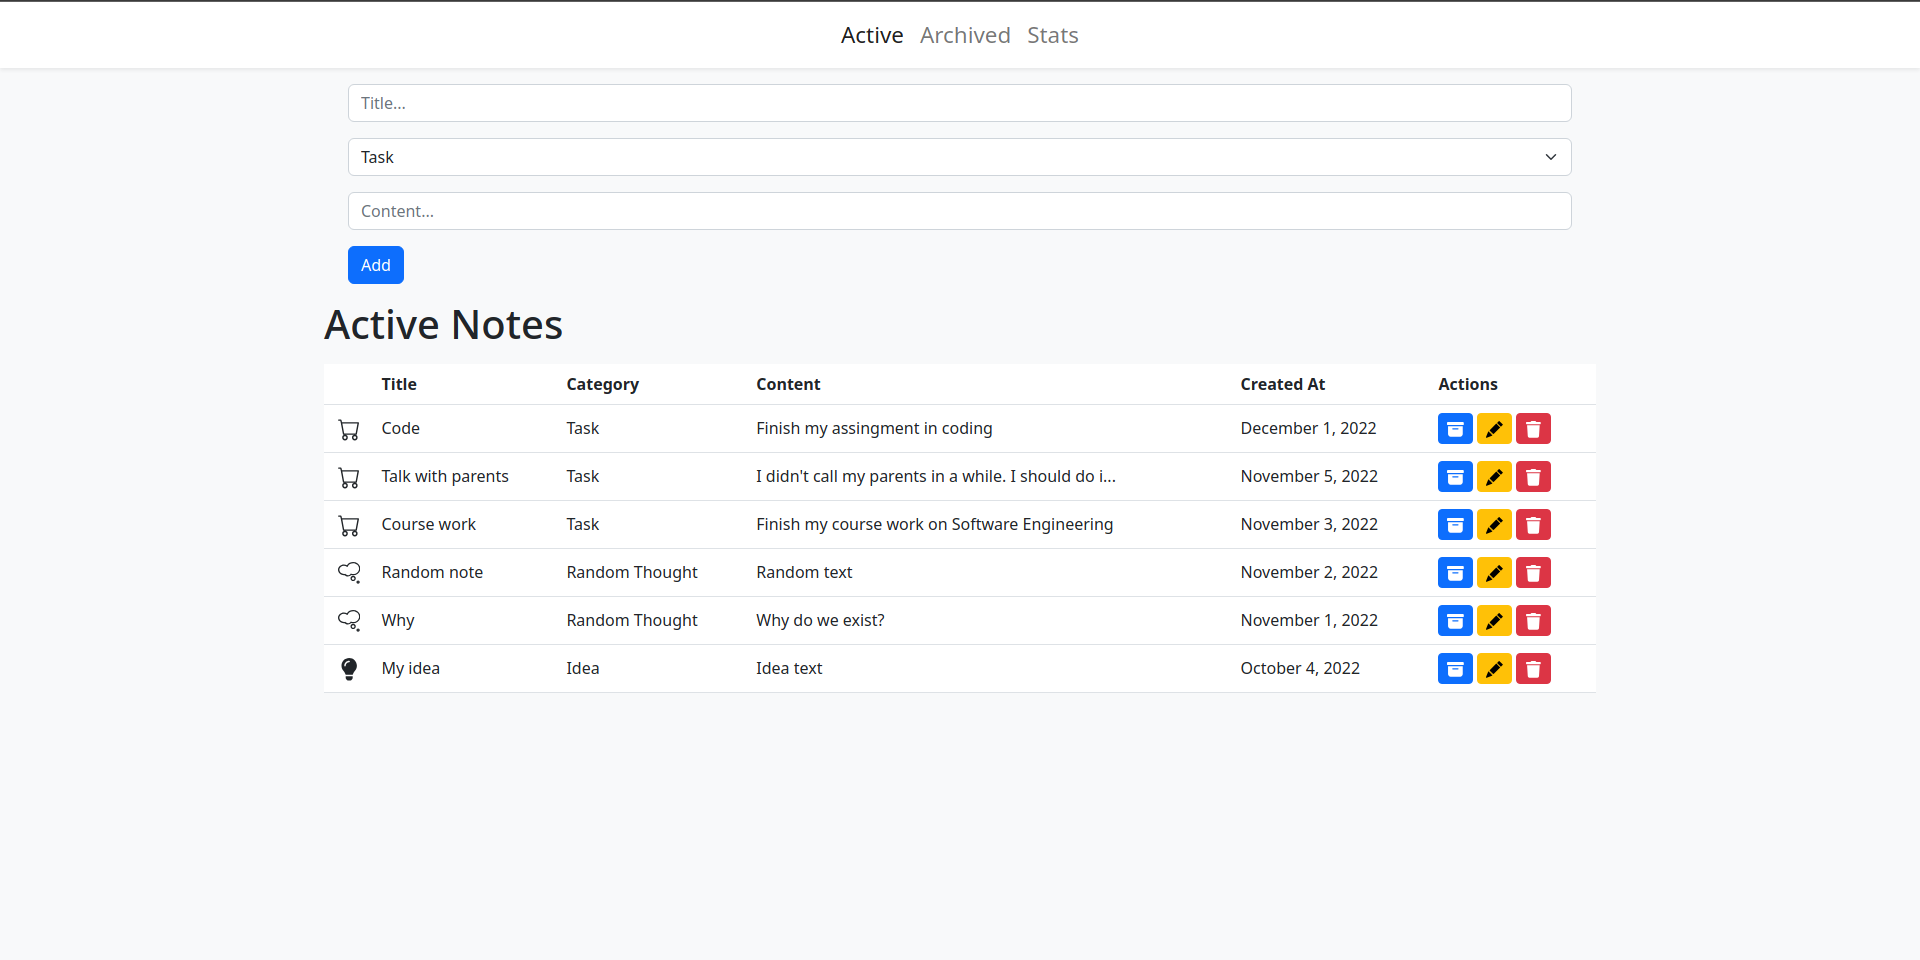 Active Archived Stats
Title...
Task
Content...
Add
Active Notes
Title Category Content Created At Actions
Code Task Finish my assingment in coding December 1, 2022
Talk with parents Task I didn't call my parents in a while. I should do i... November 5, 2022
Course work Task Finish my course work on Software Engineering November 3, 2022
Random note Random Thought Random text November 2, 2022
Why Random Thought Why do we exist? November 1, 2022
My idea Idea Idea text October 4, 2022